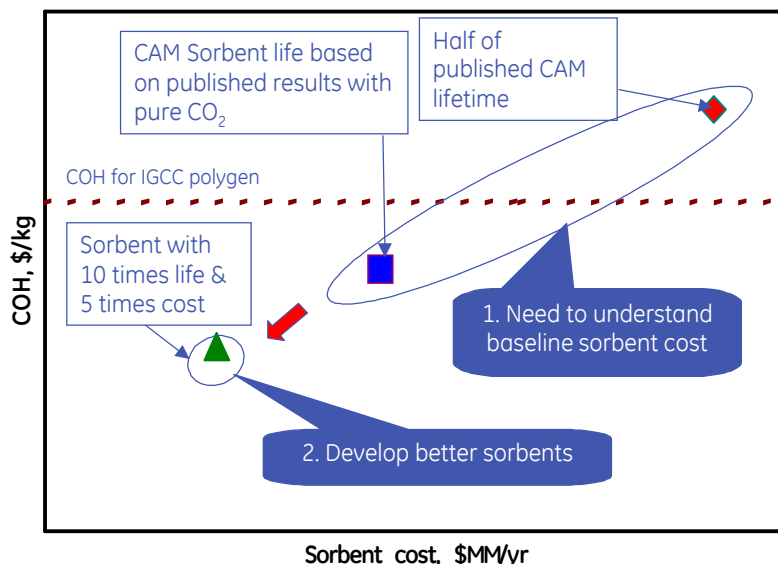 CAM Sorbent life based
on published results with
pure CO₂
Half of
published CAM
lifetime
COH for IGCC polygen
Sorbent with
10 times life &
5 times cost
1. Need to understand
baseline sorbent cost
2. Develop better sorbents
COH, $/kg
Sorbent cost, $MM/yr